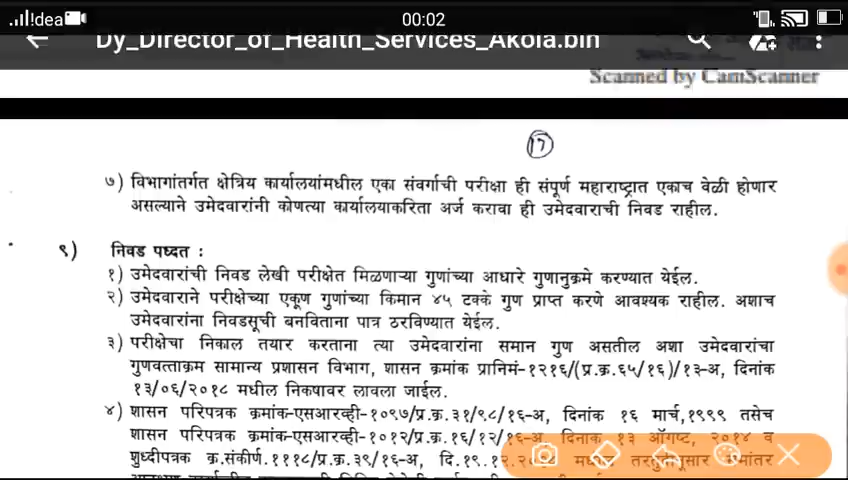 Idea 00:02
Dy_Director_of_Health_Services_Akola.bin
Scanned by CamScanner
१७
७) विभागांतर्गत क्षेत्रिय कार्यालयांमधील एका संवर्गाची परीक्षा ही संपूर्ण महाराष्ट्रात एकाच वेळी होणार
असल्याने उमेदवारांनी कोणत्या कार्यालयाकरिता अर्ज करावा ही उमेदवाराची निवड राहील.
९) निवड पध्दत :
१) उमेदवारांची निवड लेखी परीक्षेत मिळणाऱ्या गुणांच्या आधारे गुणानुक्रमे करण्यात येईल.
२) उमेदवाराने परीक्षेच्या एकूण गुणांच्या किमान ४५ टक्के गुण प्राप्त करणे आवश्यक राहील. अशाच
उमेदवारांना निवडसूची बनविताना पात्र ठरविण्यात येईल.
३) परीक्षेचा निकाल तयार करताना त्या उमेदवारांना समान गुण असतील अशा उमेदवारांचा
गुणवत्ताक्रम सामान्य प्रशासन विभाग, शासन क्रमांक प्रानिमं-१२१६/(प्र.क्र.६५/१६)/१३-अ, दिनांक
१३/०६/२०१८ मधील निकषावर लावला जाईल.
४) शासन परिपत्रक क्रमांक-एसआरव्ही-१०९७/प्र.क्र.३१/९८/१६-अ, दिनांक १६ मार्च,१९९९ तसेच
शासन परिपत्रक क्रमांक-एसआरव्ही-१०१२/प्र.क्र.१६/१२/१६-अ, दिनांक १३ ऑगष्ट, २०१४ व
शुध्दीपत्रक क्र.संकीर्ण.१११८/प्र.क्र.३९/१६-अ, दि.१९.१२.